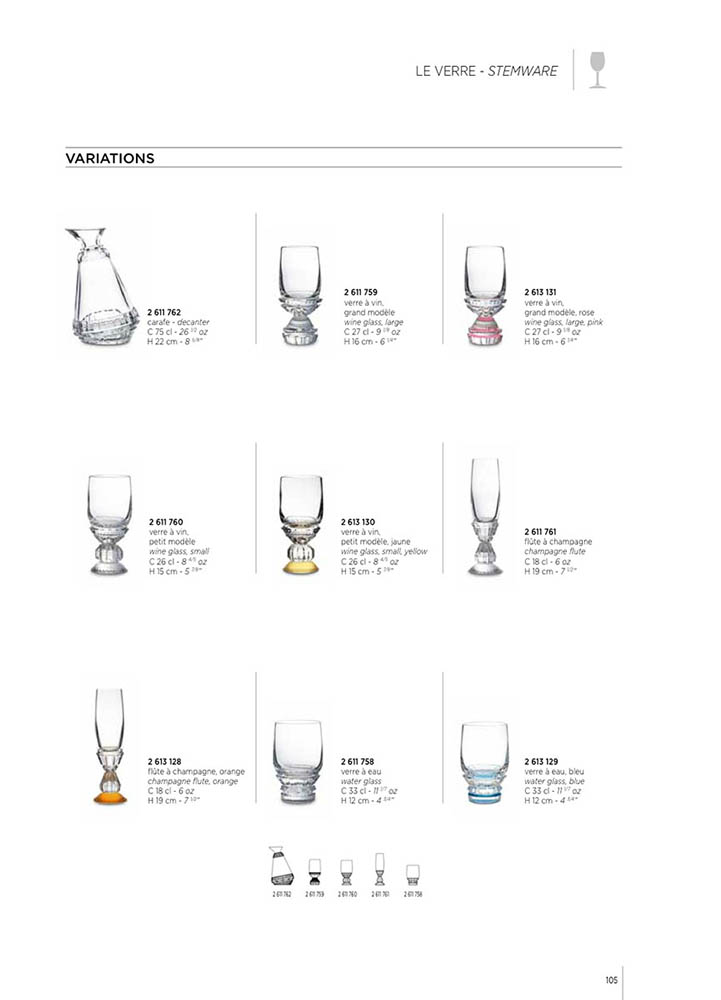 LE VERRE - STEMWARE
VARIATIONS
2 611 762
carafe - decanter
C 75 cl - 26 1/2 oz
H 22 cm - 8 5/8"
2 611 759
verre à vin,
grand modèle
wine glass, large
C 27 cl - 9 1/8 oz
H 16 cm - 6 1/4"
2 613 131
verre à vin,
grand modèle, rose
wine glass, large, pink
C 27 cl - 9 1/8 oz
H 16 cm - 6 1/4"
2 611 760
verre à vin,
petit modèle
wine glass, small
C 26 cl - 8 4/5 oz
H 15 cm - 5 7/8"
2 613 130
verre à vin,
petit modèle, jaune
wine glass, small, yellow
C 26 cl - 8 4/5 oz
H 15 cm - 5 7/8"
2 611 761
flûte à champagne
champagne flute
C 18 cl - 6 oz
H 19 cm - 7 1/2"
2 613 128
flûte à champagne, orange
champagne flute, orange
C 18 cl - 6 oz
H 19 cm - 7 1/2"
2 611 758
verre à eau
water glass
C 33 cl - 11 oz
H 12 cm - 4 3/4"
2 613 129
verre à eau, bleu
water glass, blue
C 33 cl - 11 oz
H 12 cm - 4 3/4"
2 611 762 2 611 759 2 611 760 2 611 761 2 611 758
105